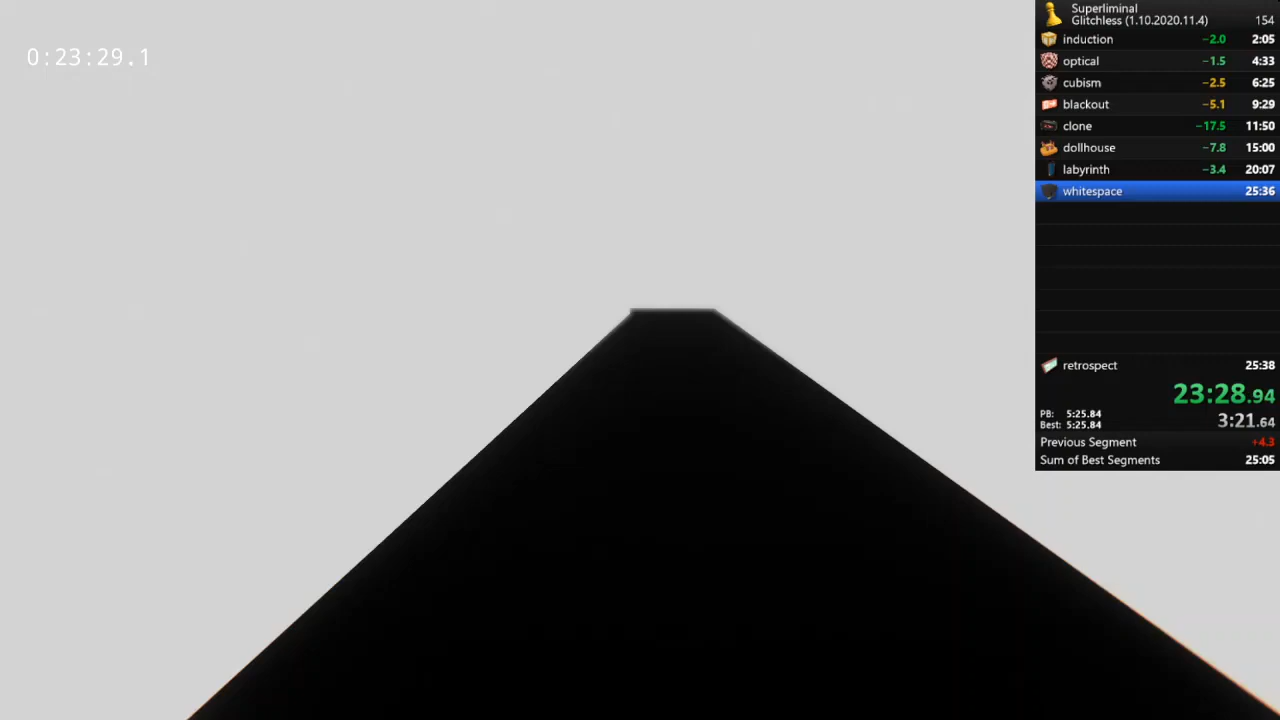 0:23:29.1
Superliminal
Glitchless (1.10.2020.11.4) 154
induction -2.0 2:05
optical -1.5 4:33
cubism -2.5 6:25
blackout -5.1 9:29
clone -17.5 11:50
dollhouse -7.8 15:00
labyrinth -3.4 20:07
whitespace 25:36
retrospect 25:38
23:28.94
PB: 5:25.84
Best: 5:25.84 3:21.64
Previous Segment +4.3
Sum of Best Segments 25:05